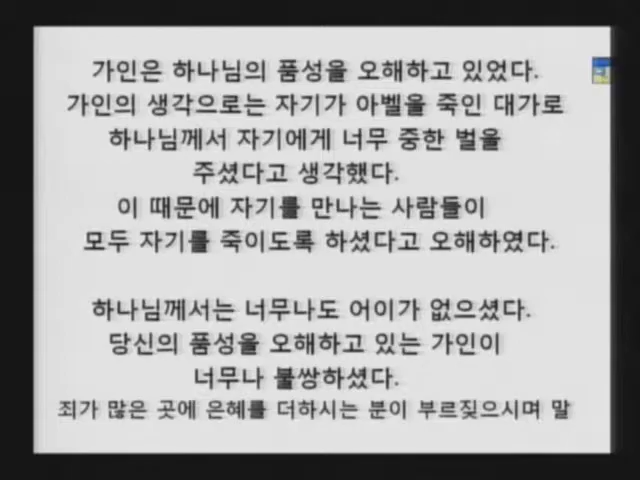 가인은 하나님의 품성을 오해하고 있었다.
가인의 생각으로는 자기가 아벨을 죽인 대가로
하나님께서 자기에게 너무 중한 벌을
주셨다고 생각했다.
이 때문에 자기를 만나는 사람들이
모두 자기를 죽이도록 하셨다고 오해하였다.
하나님께서는 너무나도 어이가 없으셨다.
당신의 품성을 오해하고 있는 가인이
너무나 불쌍하셨다.
죄가 많은 곳에 은혜를 더하시는 분이 부르짖으시며 말